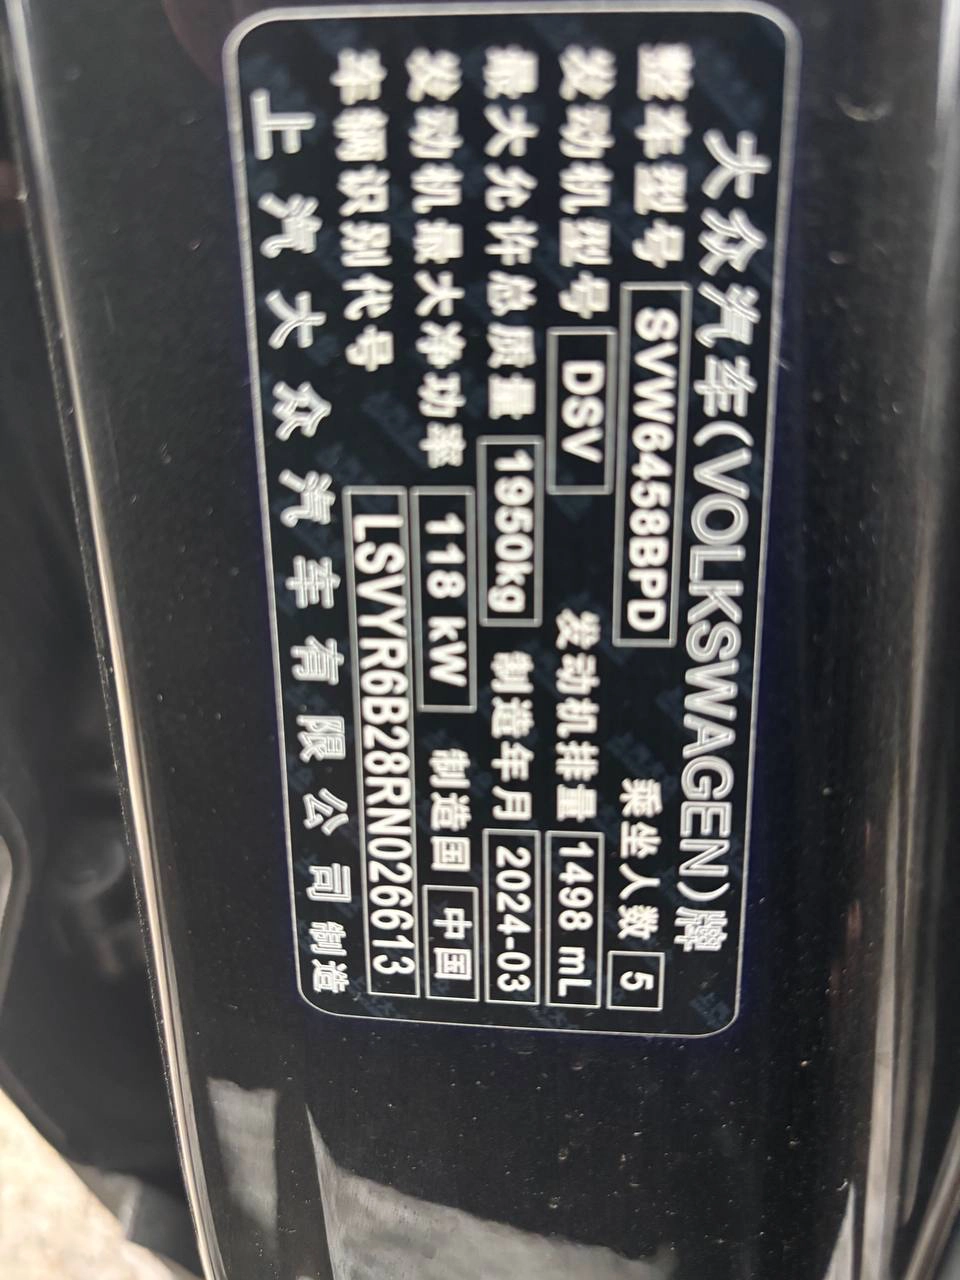 大众汽车(VOLKSWAGEN)牌
整车型号 SVW6458BPD 乘坐人数 5
发动机型号 DSV 发动机排量 1498 mL
最大允许总质量 1950kg 制造年月 2024-03
发动机最大净功率 118 kW 制造国 中国
车辆识别代号 LSVYR6B28RN026613
上汽大众汽车有限公司制造